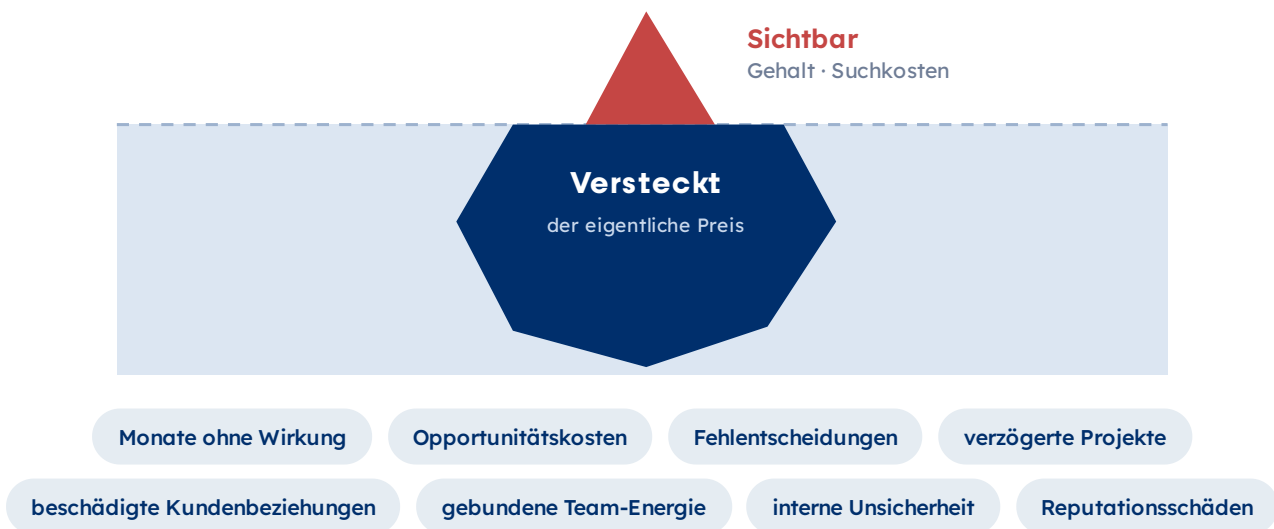 Sichtbar
Gehalt · Suchkosten
Versteckt
der eigentliche Preis
Monate ohne Wirkung
Opportunitätskosten
Fehlentscheidungen
verzögerte Projekte
beschädigte Kundenbeziehungen
gebundene Team-Energie
interne Unsicherheit
Reputationsschäden